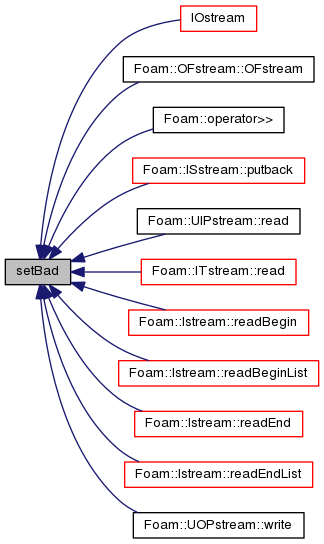 IOstream
Foam::OFstream::OFstream
Foam::operator>>
Foam::ISstream::putback
Foam::UIPstream::read
setBad
Foam::ITstream::read
Foam::Istream::readBegin
Foam::Istream::readBeginList
Foam::Istream::readEnd
Foam::Istream::readEndList
Foam::UOPstream::write